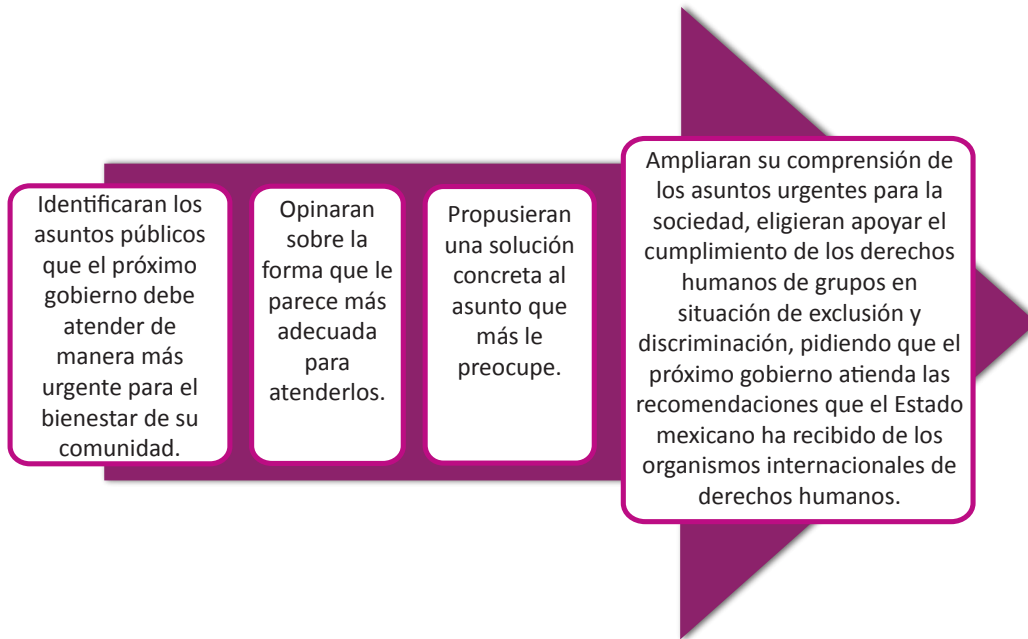 Identificaran los
asuntos públicos
que el próximo
gobierno debe
atender de
manera más
urgente para el
bienestar de su
comunidad.
Opinaran
sobre la
forma que le
parece más
adecuada
para
atenderlos.
Propusieran
una solución
concreta al
asunto que
más le
preocupe.
Ampliaran su comprensión de
los asuntos urgentes para la
sociedad, eligieran apoyar el
cumplimiento de los derechos
humanos de grupos en
situación de exclusión y
discriminación, pidiendo que el
próximo gobierno atienda las
recomendaciones que el Estado
mexicano ha recibido de los
organismos internacionales de
derechos humanos.